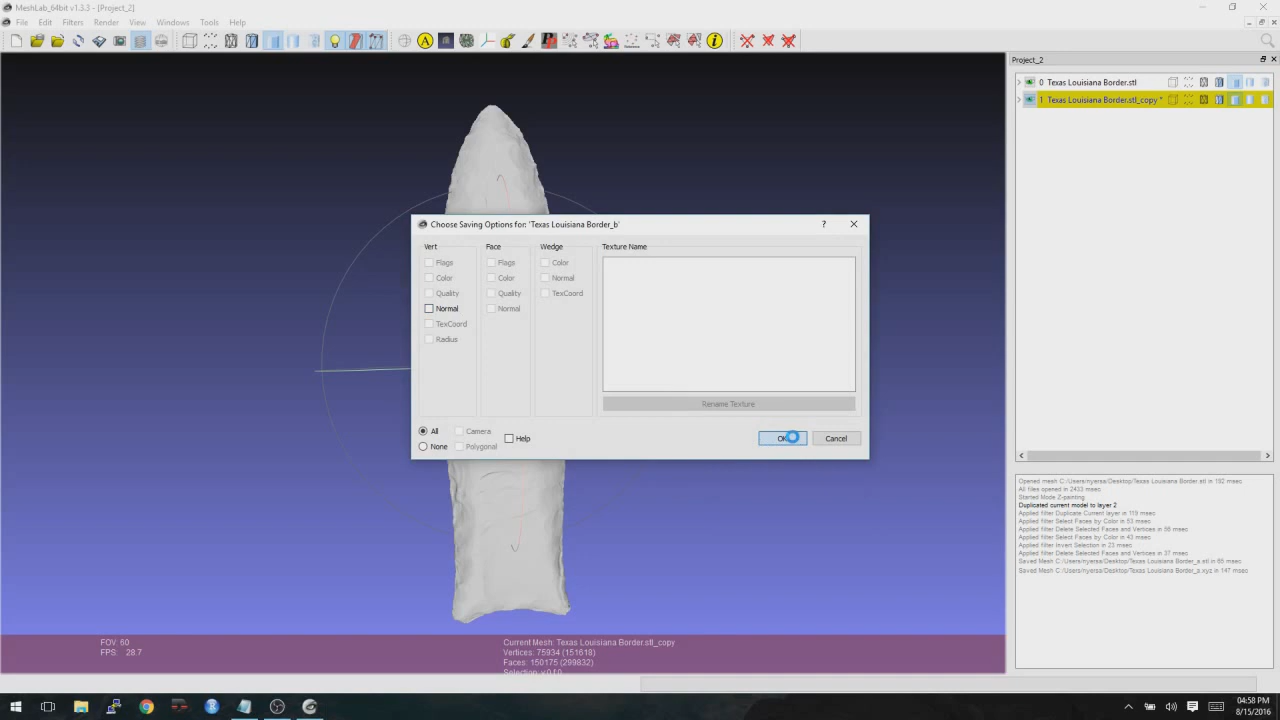 MeshLab_64bit v1.3.3 - [Project_2]
File Edit Filters Render View Windows Tools Help
Project_2
0 Texas Louisiana Border.stl
1 Texas Louisiana Border.stl_copy *
Choose Saving Options for: 'Texas Louisiana Border_b'
Vert Face Wedge Texture Name
Flags Flags Color
Color Color Normal
Quality Quality TexCoord
Normal Normal
TexCoord
Radius
Rename Texture
All Camera
None Polygonal
Help
OK Cancel
Opened mesh C:/Users/nyersa/Desktop/Texas Louisiana Border.stl in 192 msec
All files opened in 2433 msec
Started Mode Z-painting
Duplicated current model to layer 2
Applied filter Duplicate Current layer in 119 msec
Applied filter Select Faces by Color in 53 msec
Applied filter Delete Selected Faces and Vertices in 56 msec
Applied filter Select Faces by Color in 43 msec
Applied filter Invert Selection in 23 msec
Applied filter Delete Selected Faces and Vertices in 37 msec
Saved Mesh C:/Users/nyersa/Desktop/Texas Louisiana Border_a.stl in 65 msec
Saved Mesh C:/Users/nyersa/Desktop/Texas Louisiana Border_a.xyz in 147 msec
FOV: 60
FPS: 28.7
Current Mesh: Texas Louisiana Border.stl_copy
Vertices: 75934 (151618)
Faces: 150175 (299832)
Selection: v:0 f:0
04:58 PM
8/15/2016